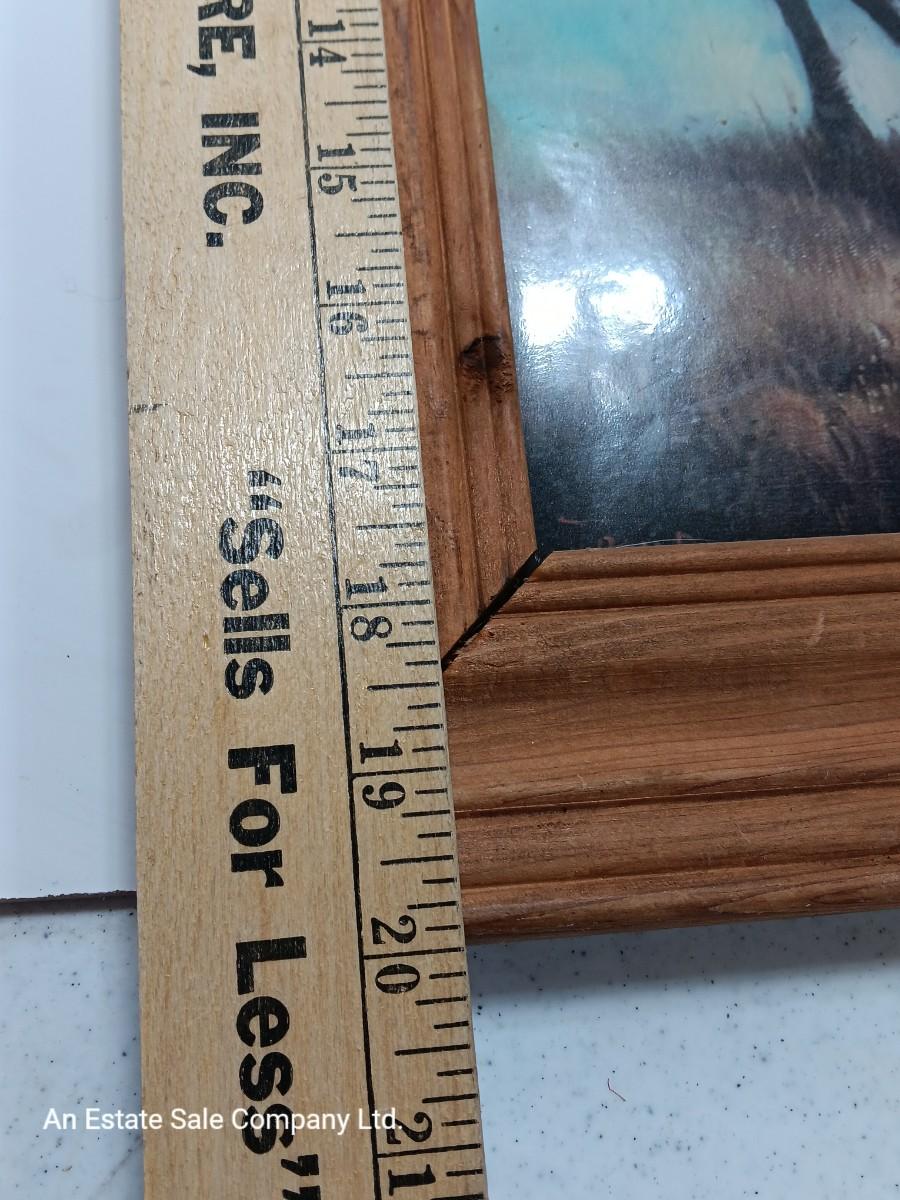 RE, INC.
"Sells For Less"
14
15
16
17
18
19
20
21
An Estate Sale Company Ltd.